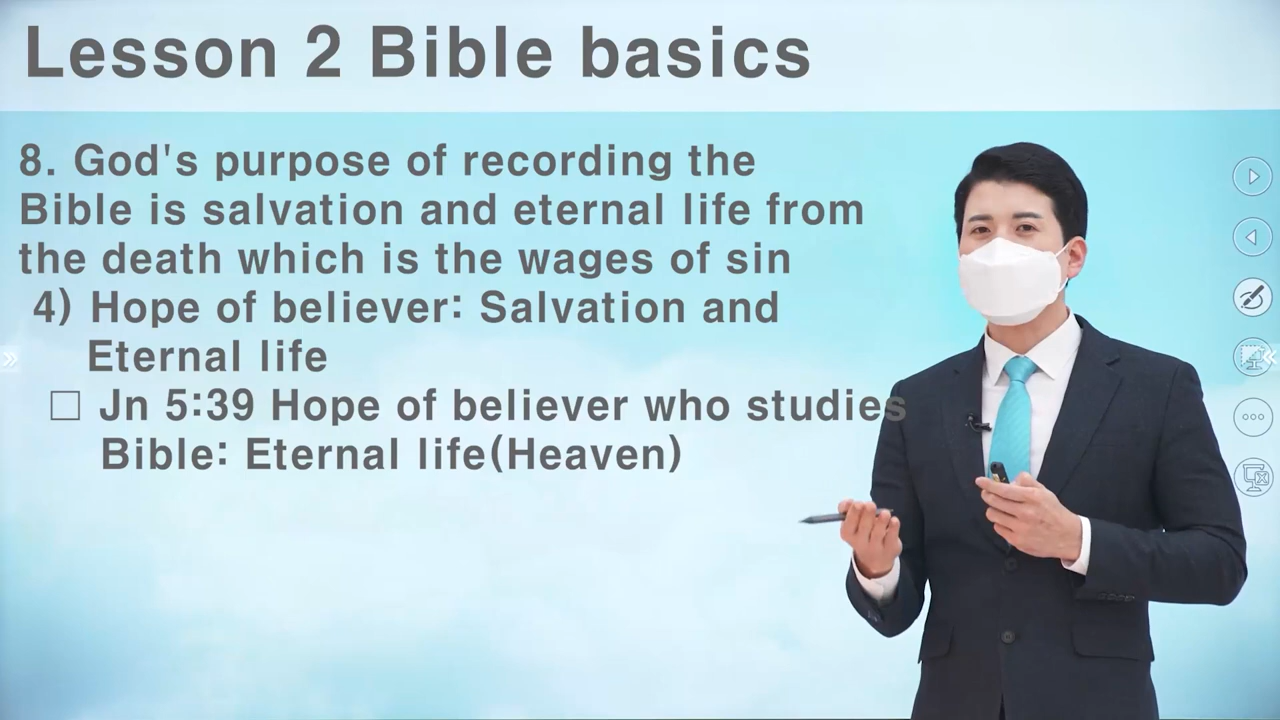 Lesson 2 Bible basics
8. God's purpose of recording the
Bible is salvation and eternal life from
the death which is the wages of sin
4) Hope of believer: Salvation and
Eternal life
□ Jn 5:39 Hope of believer who studies
Bible: Eternal life(Heaven)